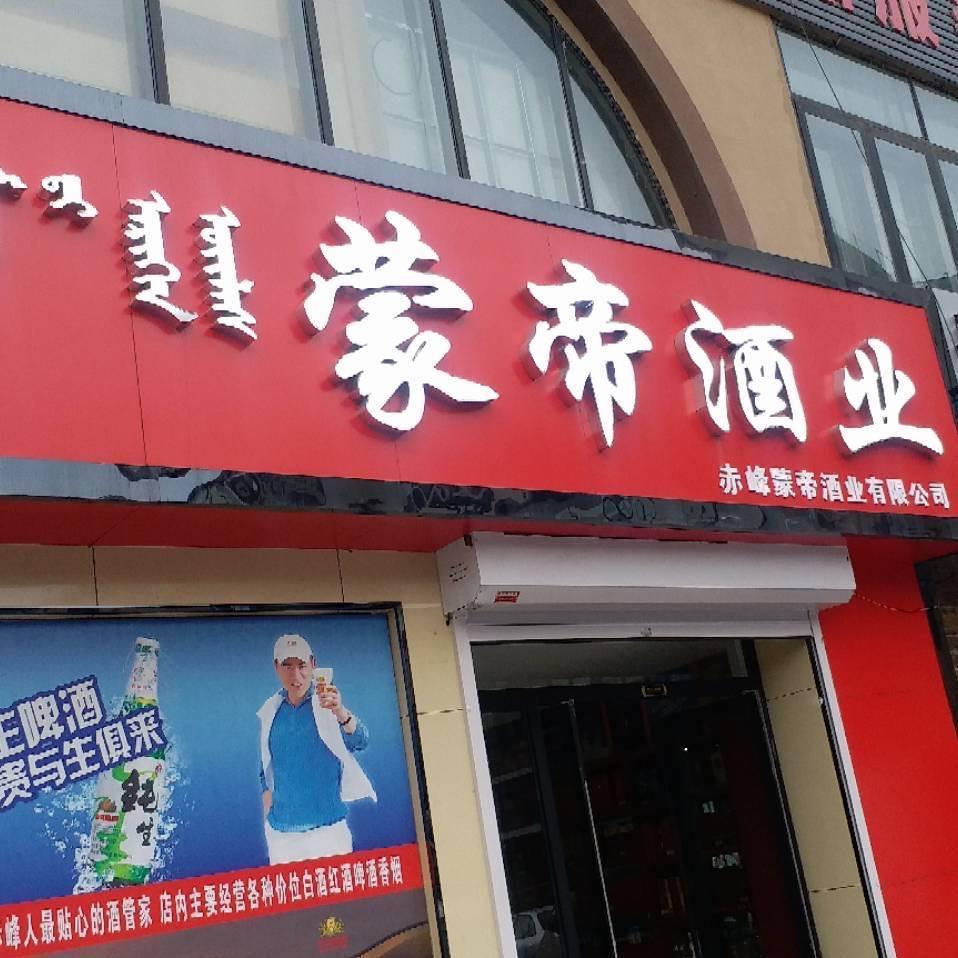 蒙帝酒业
赤峰蒙帝酒业有限公司
生啤酒
贵与生俱来
纯生
峰人最贴心的酒管家 店内主要经营各种价位白酒红酒啤酒香烟